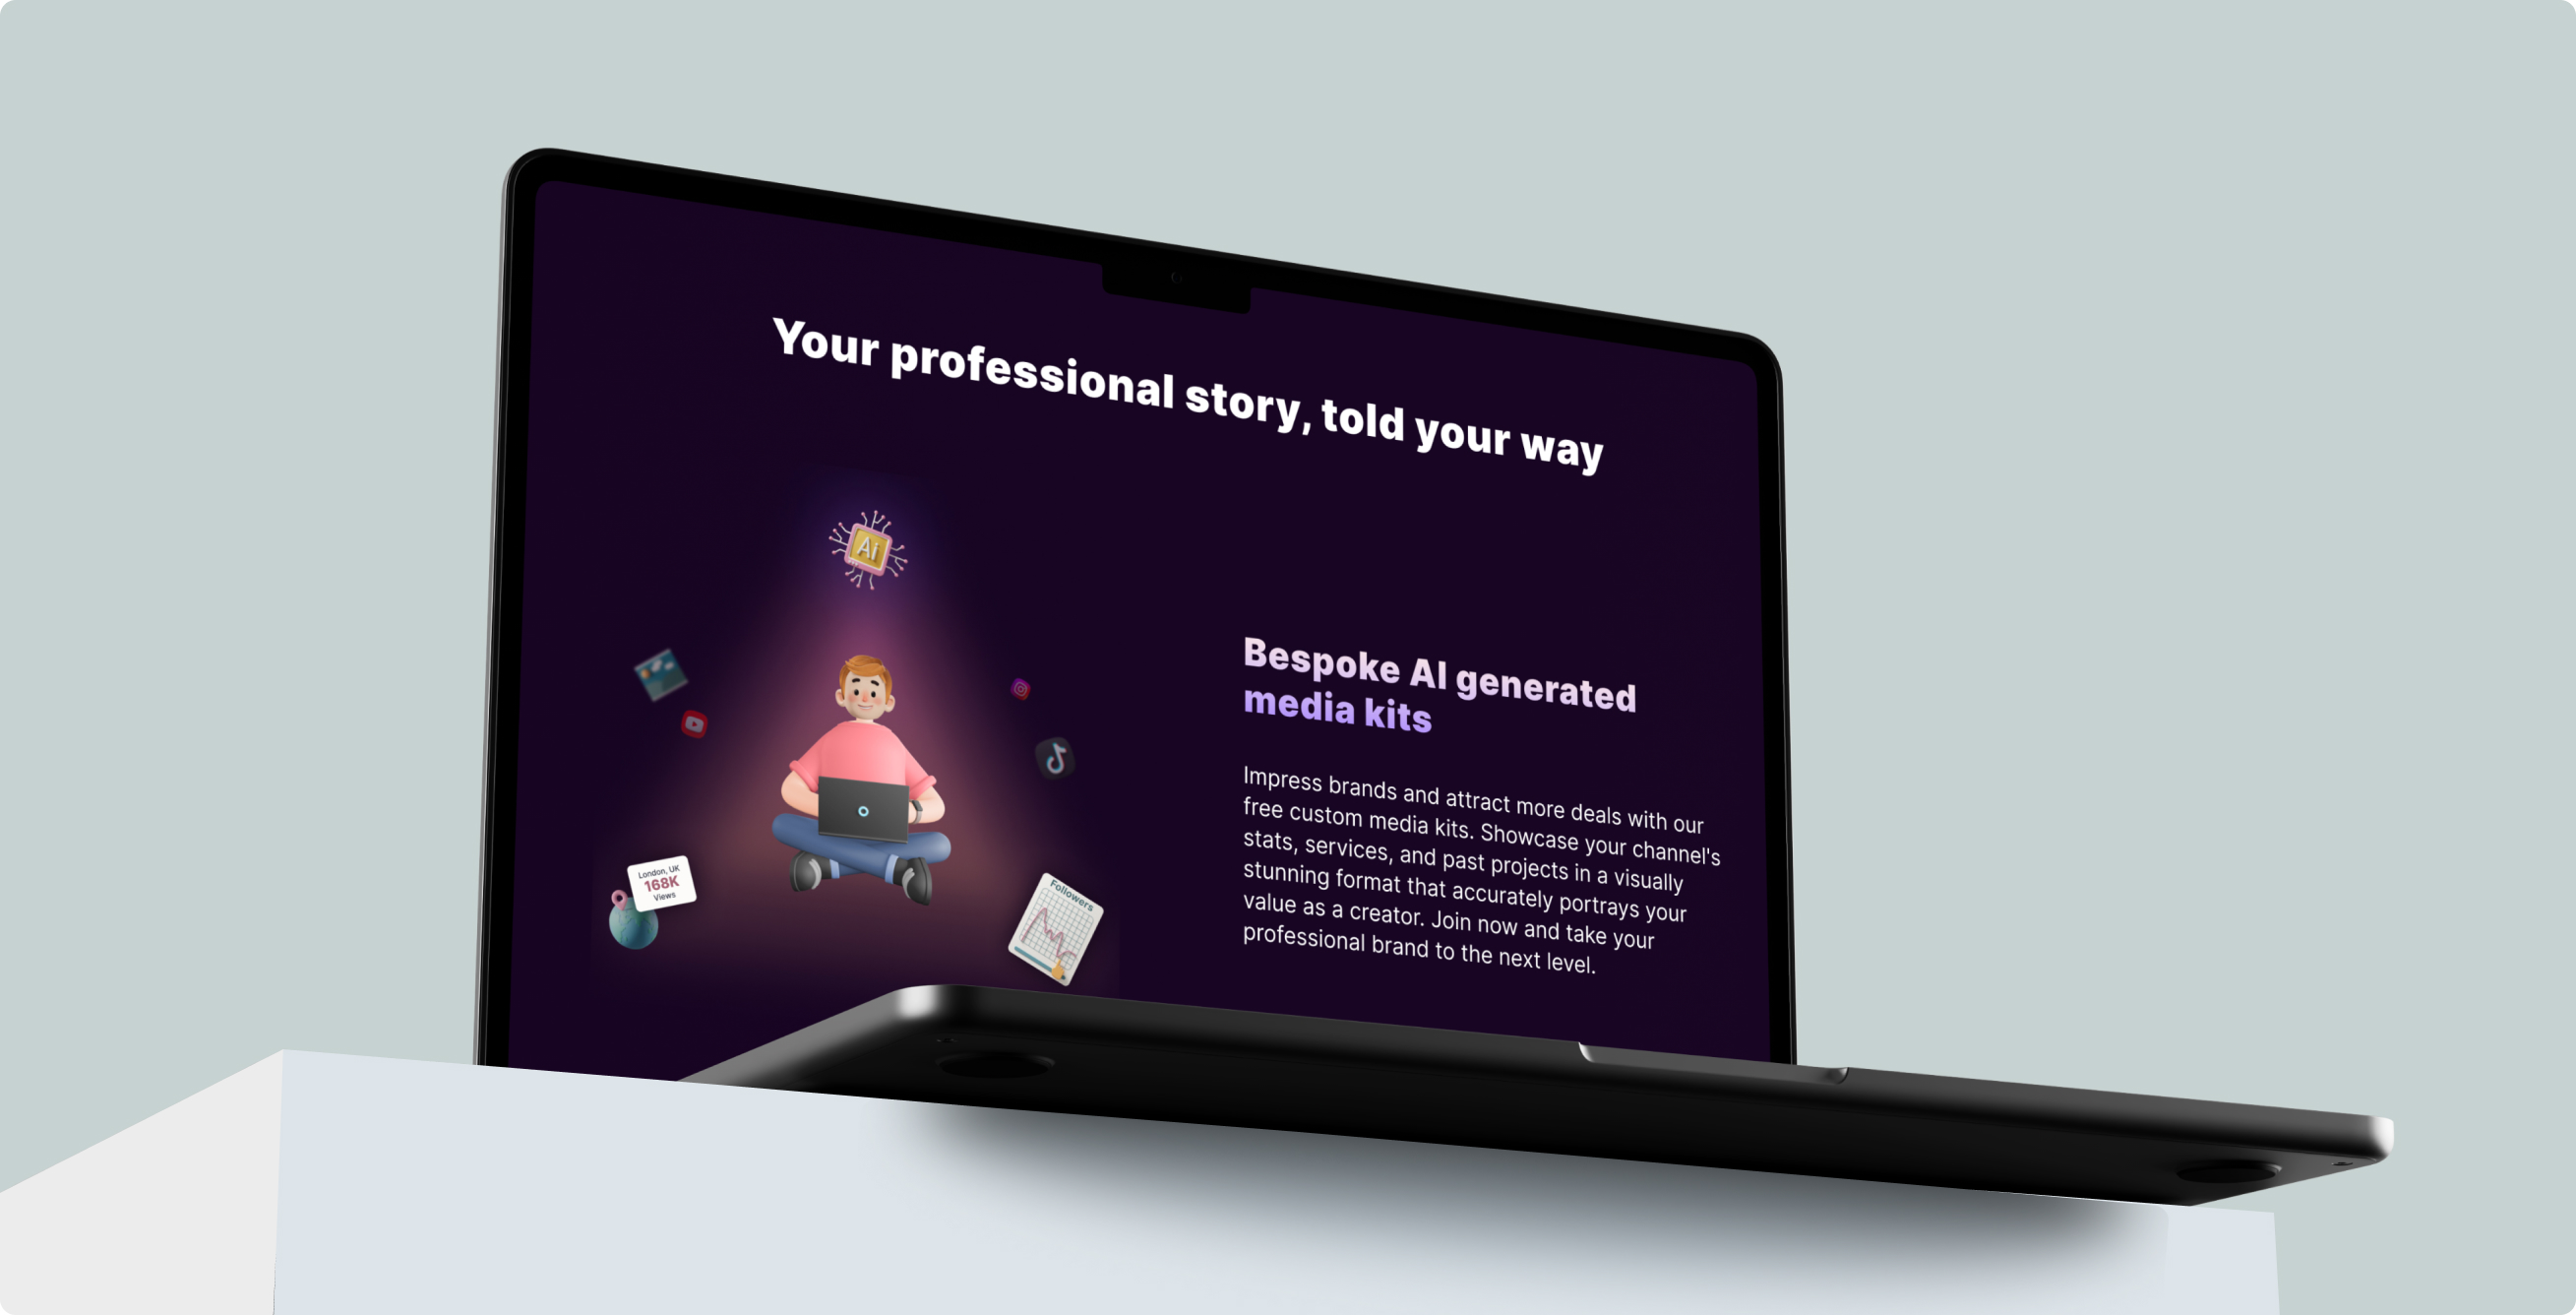 Your professional story, told your way
Ai
Bespoke AI generated
media kits
Impress brands and attract more deals with our
free custom media kits. Showcase your channel's
stats, services, and past projects in a visually
stunning format that accurately portrays your
value as a creator. Join now and take your
professional brand to the next level.
London, UK
168K
Views
Followers